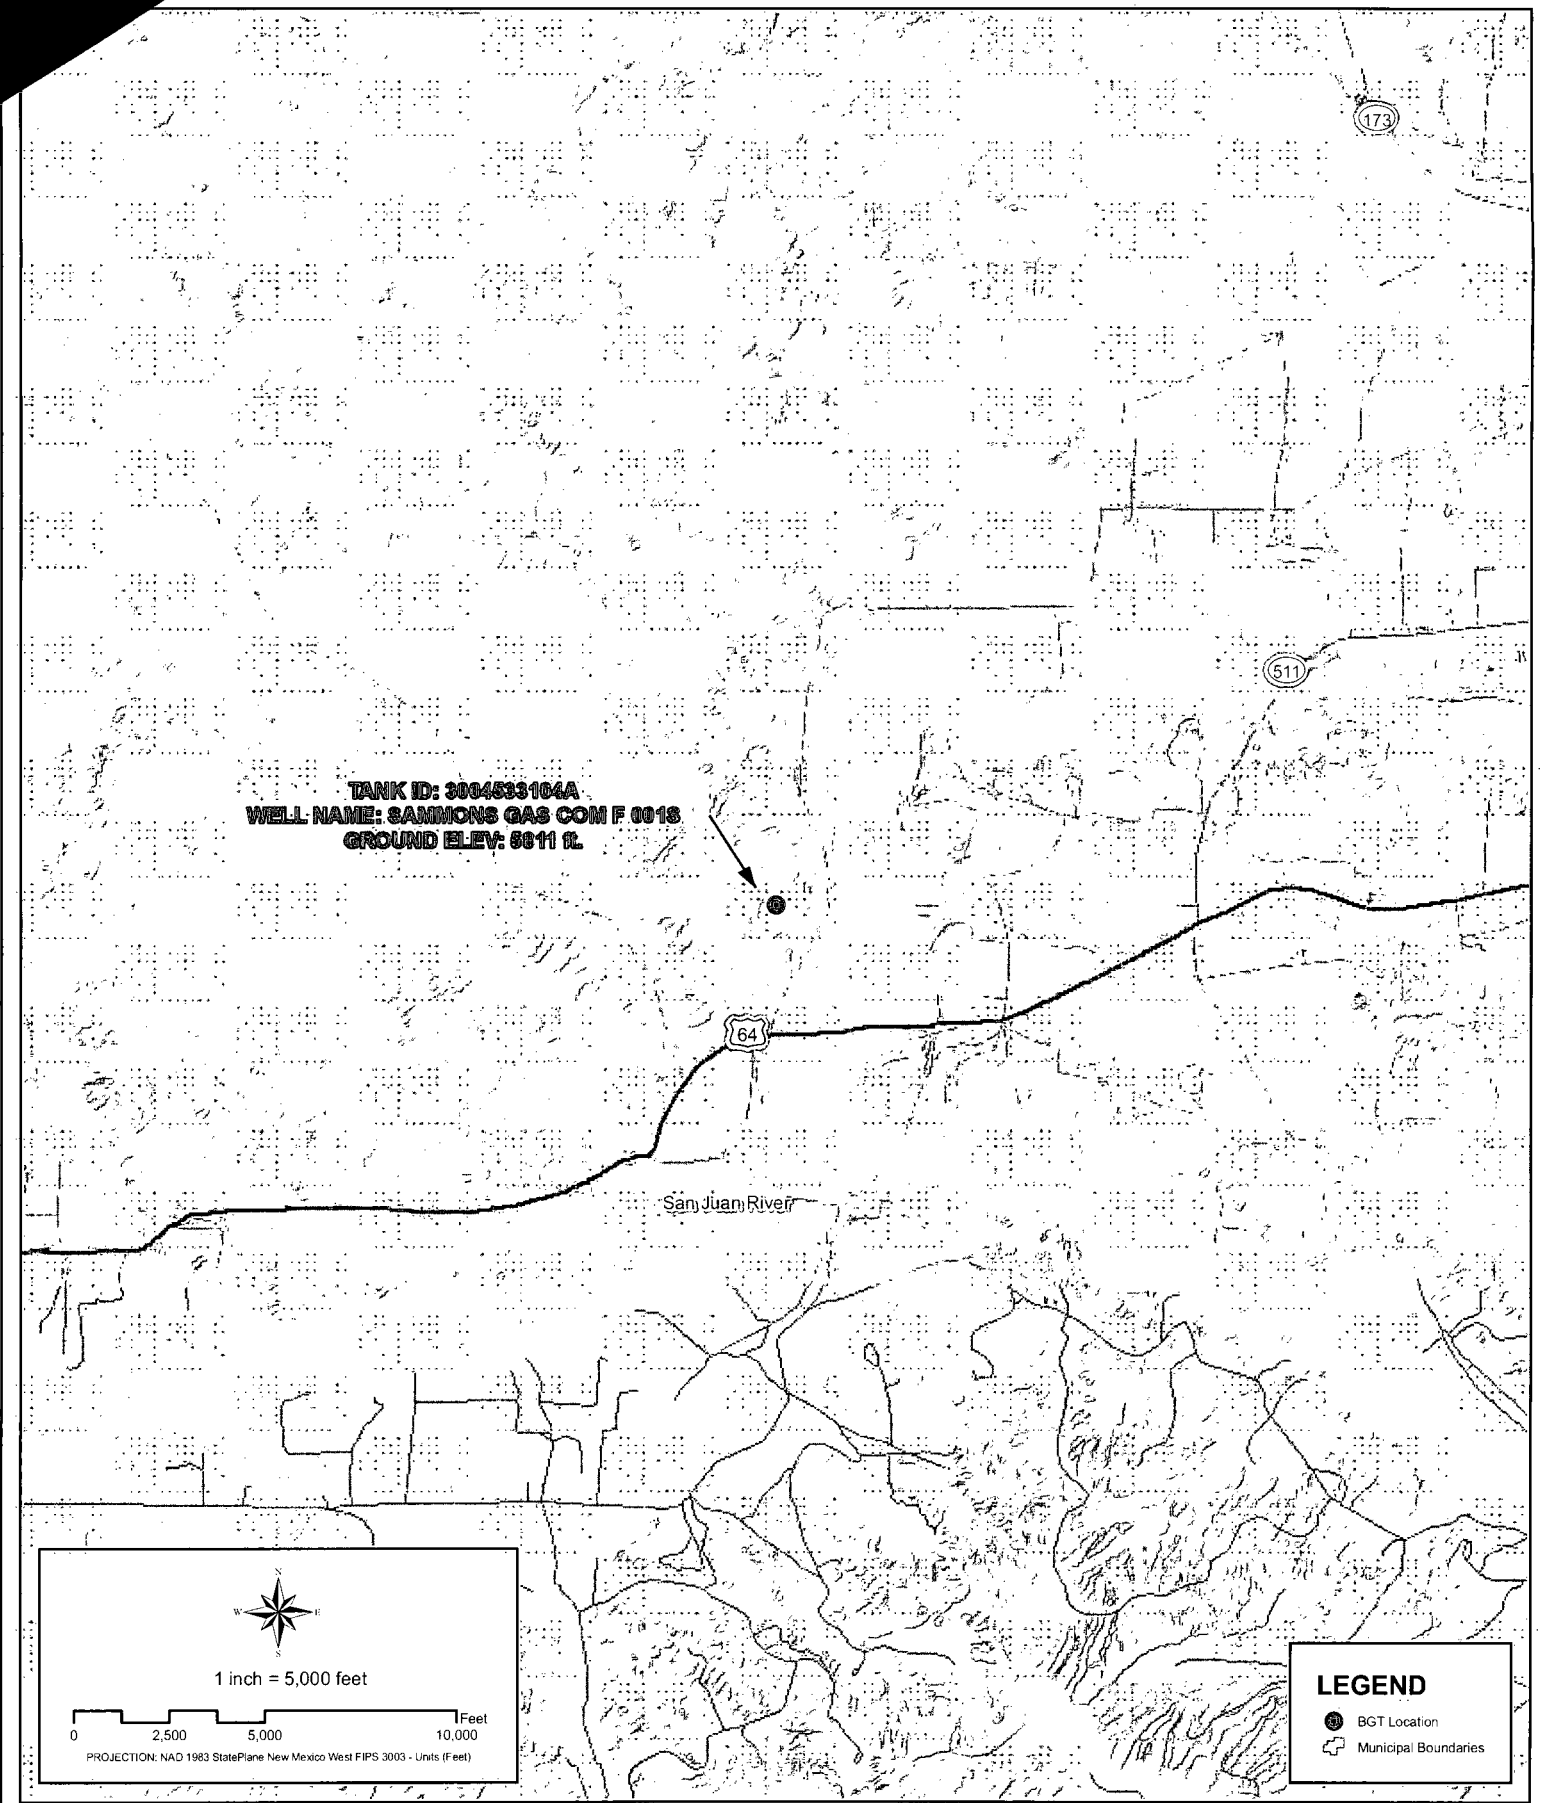 173
511
TANK ID: 3004533104A
WELL NAME: SAMMONS GAS COM F 001S
GROUND ELEV: 5811 ft.
64
San Juan River
N
W E
S
1 inch = 5,000 feet
Feet
0 2,500 5,000 10,000
PROJECTION: NAD 1983 StatePlane New Mexico West FIPS 3003 - Units (Feet)
LEGEND
BGT Location
Municipal Boundaries